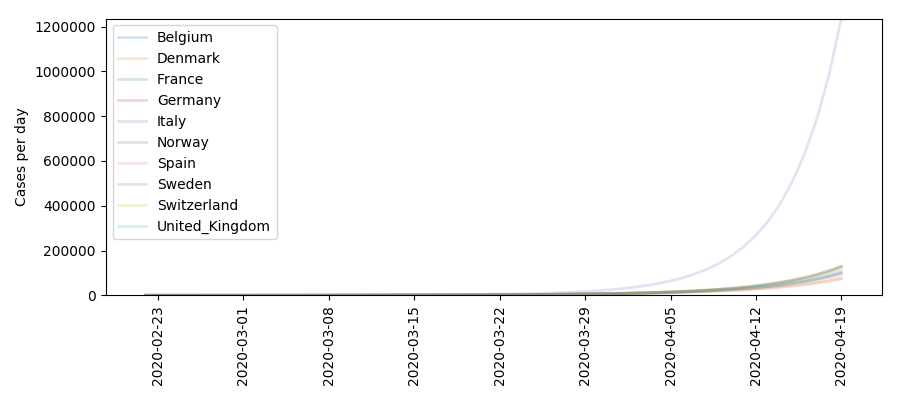 Cases per day
1200000
1000000
800000
600000
400000
200000
0
Belgium
Denmark
France
Germany
Italy
Norway
Spain
Sweden
Switzerland
United_Kingdom
2020-02-23
2020-03-01
2020-03-08
2020-03-15
2020-03-22
2020-03-29
2020-04-05
2020-04-12
2020-04-19